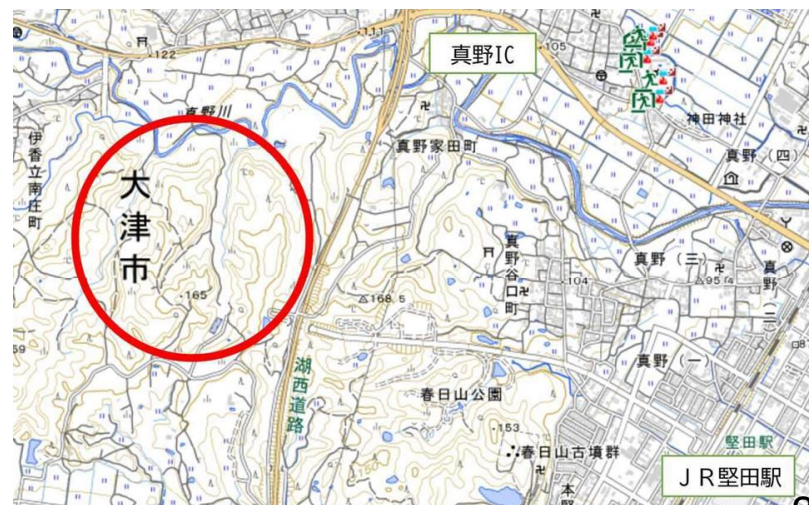 111
122
真野IC
105
真野川
神田神社
伊香立南庄町
真野家田町
真野(四)
大津市
真野谷口町
真野(三)
95.4
真野(二)
104
165
168.5
59
湖西道路
真野(一)
春日山公園
153
春日山古墳群
堅田駅
JR堅田駅
本堅